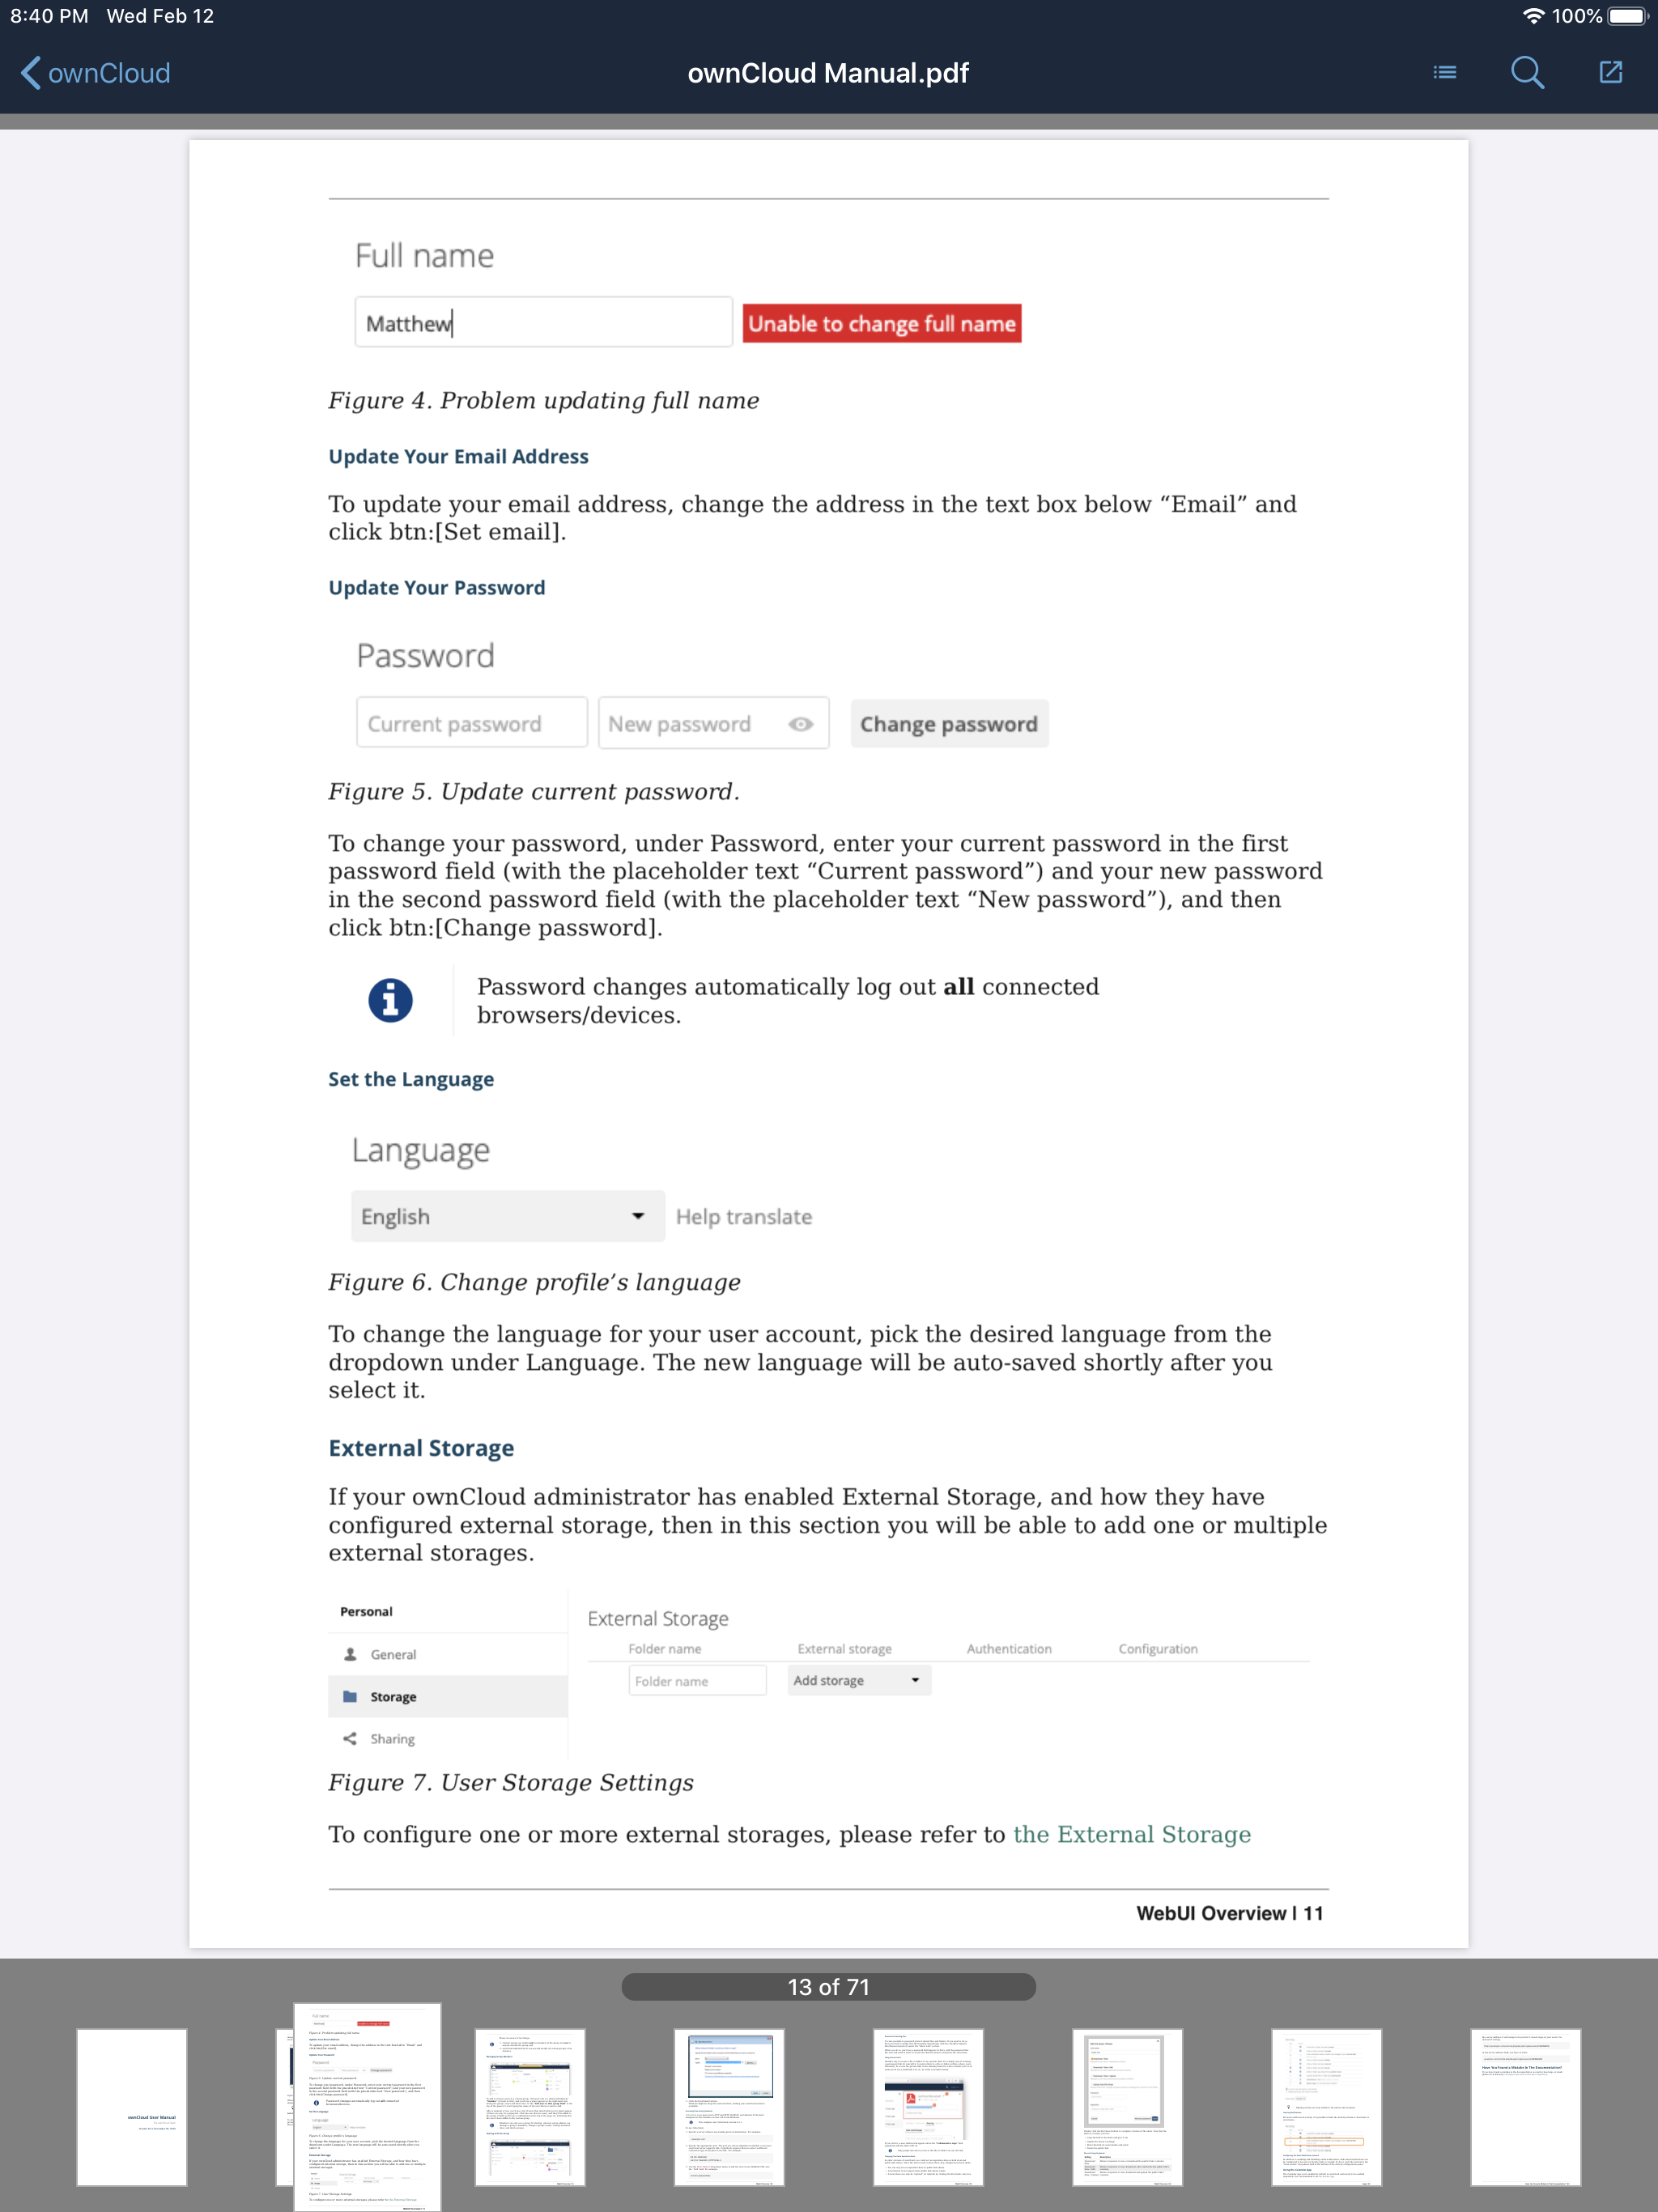 8:40 PM Wed Feb 12
100%
ownCloud
ownCloud Manual.pdf
Full name
Matthew
Unable to change full name
Figure 4. Problem updating full name
Update Your Email Address
To update your email address, change the address in the text box below “Email” and
click btn:[Set email].
Update Your Password
Password
Current password
New password
Change password
Figure 5. Update current password.
To change your password, under Password, enter your current password in the first
password field (with the placeholder text “Current password”) and your new password
in the second password field (with the placeholder text “New password”), and then
click btn:[Change password].
Password changes automatically log out all connected
browsers/devices.
Set the Language
Language
English
Help translate
Figure 6. Change profile’s language
To change the language for your user account, pick the desired language from the
dropdown under Language. The new language will be auto-saved shortly after you
select it.
External Storage
If your ownCloud administrator has enabled External Storage, and how they have
configured external storage, then in this section you will be able to add one or multiple
external storages.
Personal
General
Storage
Sharing
External Storage
Folder name External storage Authentication Configuration
Folder name
Add storage
Figure 7. User Storage Settings
To configure one or more external storages, please refer to the External Storage
WebUI Overview | 11
13 of 71
ownCloud User Manual